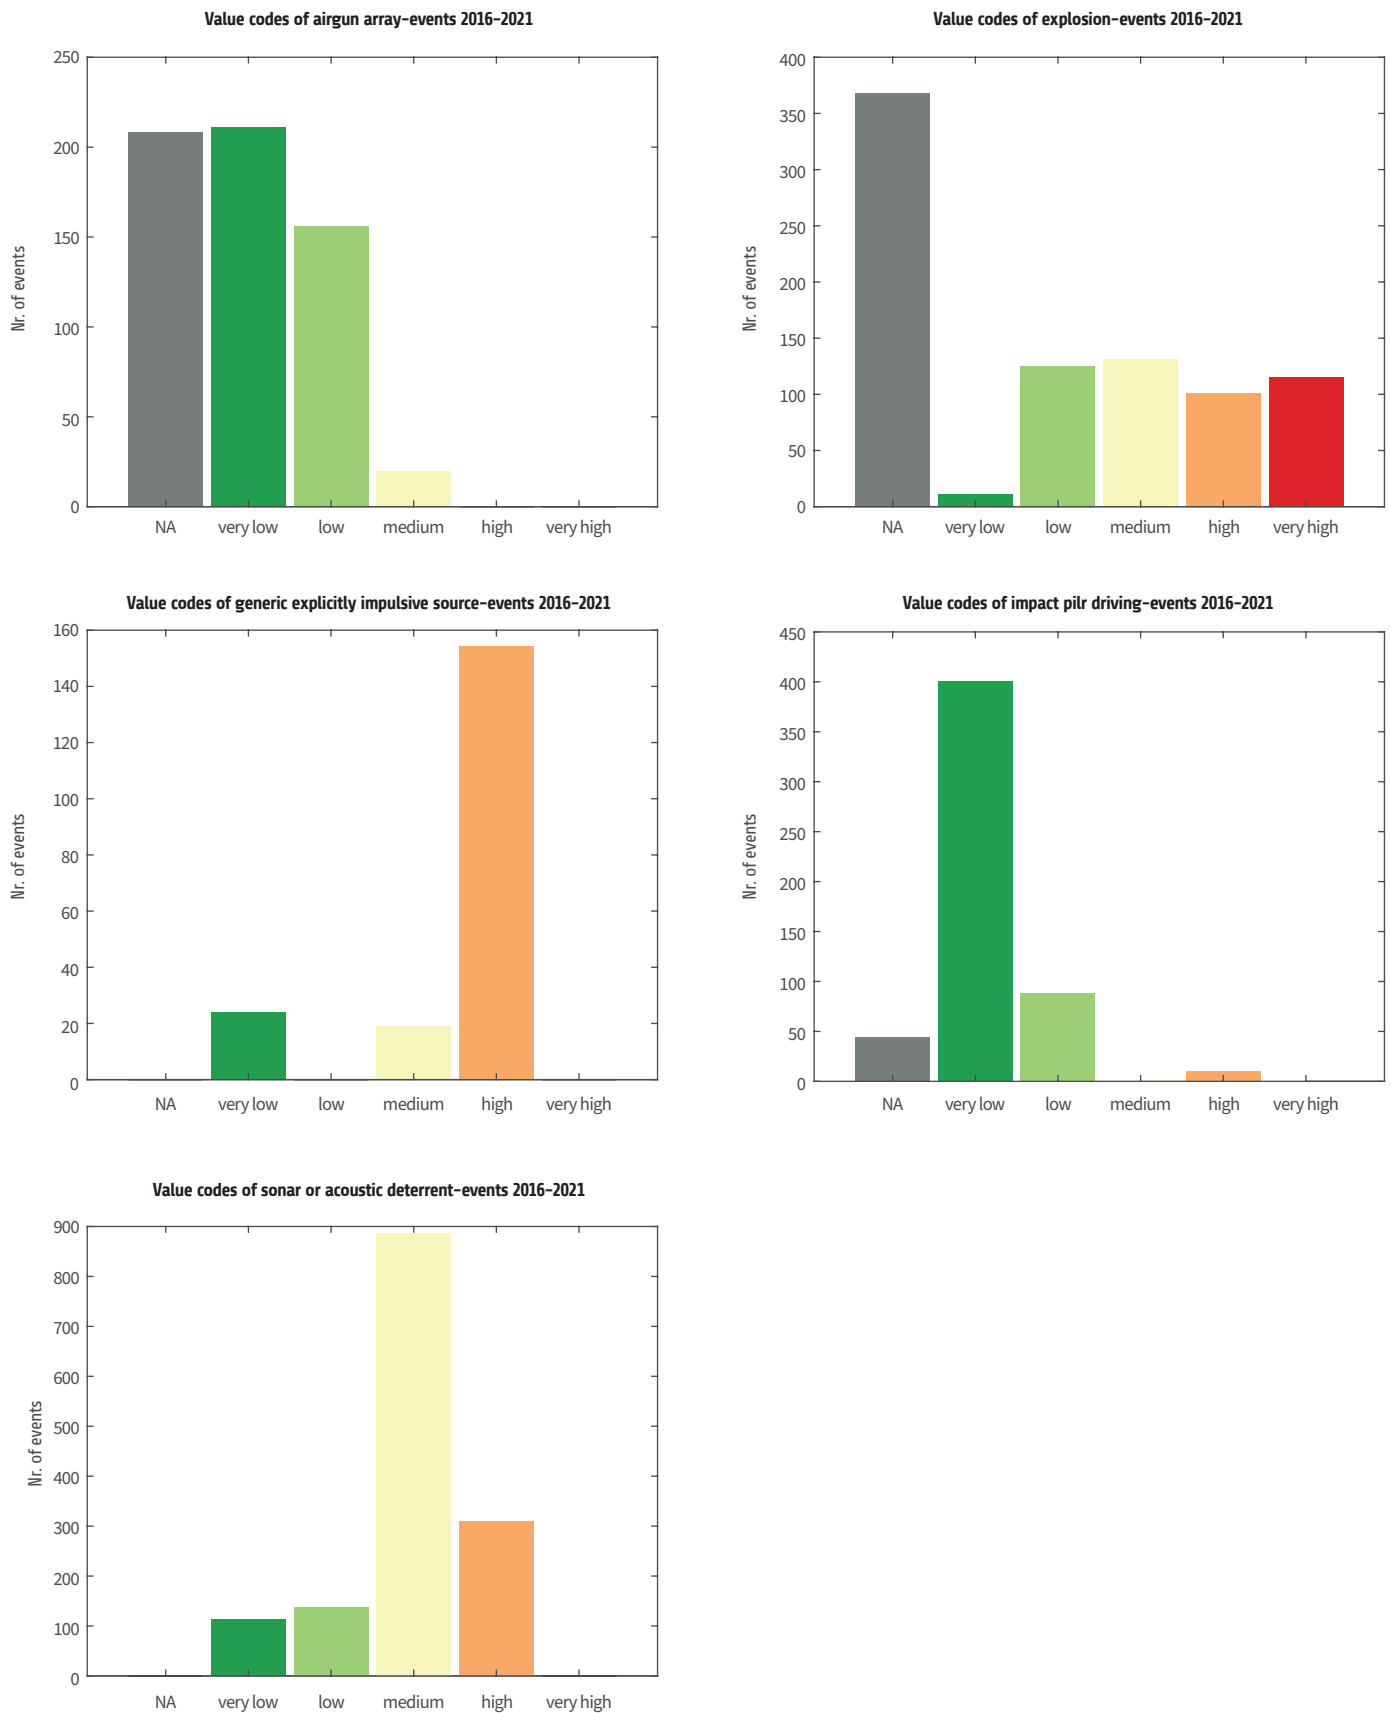 Value codes of airgun array-events 2016-2021
250
200
150
100
50
0
Nr. of events
NA very low low medium high very high
Value codes of explosion-events 2016-2021
400
350
300
250
200
150
100
50
0
Nr. of events
NA very low low medium high very high
Value codes of generic explicitly impulsive source-events 2016-2021
160
140
120
100
80
60
40
20
0
Nr. of events
NA very low low medium high very high
Value codes of impact pilr driving-events 2016-2021
450
400
350
300
250
200
150
100
50
0
Nr. of events
NA very low low medium high very high
Value codes of sonar or acoustic deterrent-events 2016-2021
900
800
700
600
500
400
300
200
100
0
Nr. of events
NA very low low medium high very high